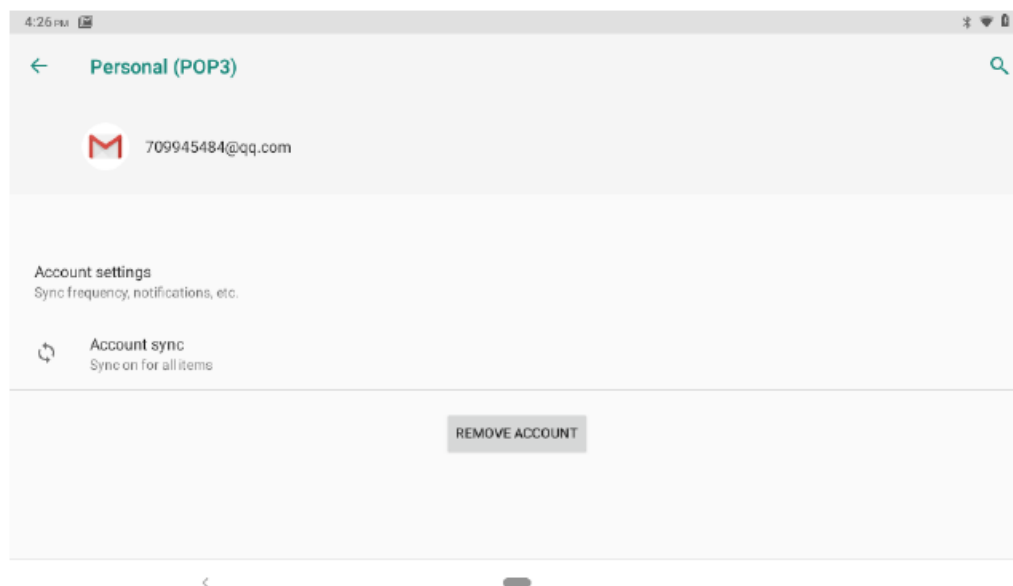 4:26 PM
Personal (POP3)
709945484@qq.com
Account settings
Sync frequency, notifications, etc.
Account sync
Sync on for all items
REMOVE ACCOUNT